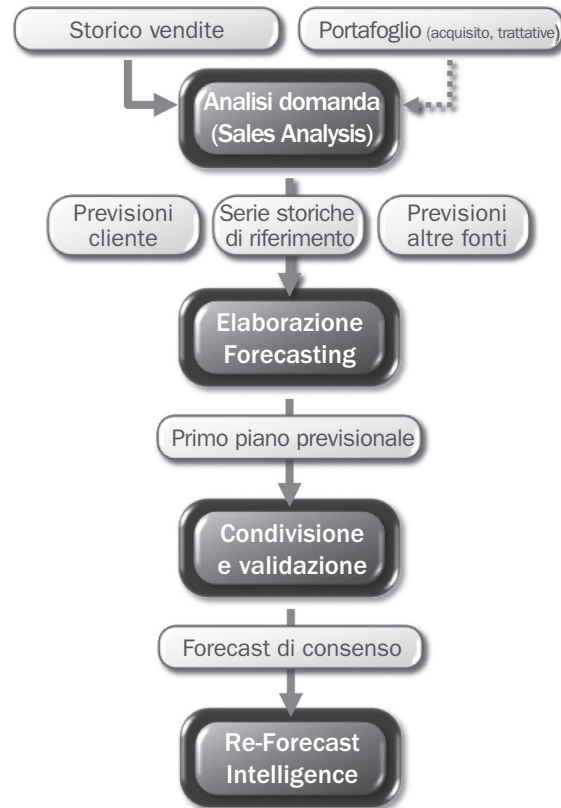 Storico vendite
Portafoglio (acquisito, trattative)
Analisi domanda
(Sales Analysis)
Previsioni
cliente
Serie storiche
di riferimento
Previsioni
altre fonti
Elaborazione
Forecasting
Primo piano previsionale
Condivisione
e validazione
Forecast di consenso
Re-Forecast
Intelligence